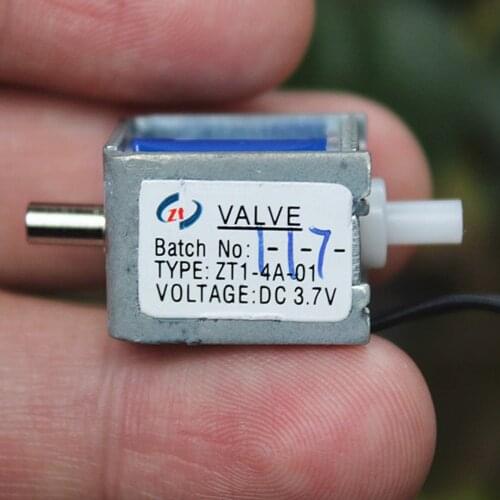 zt VALVE
Batch No: 1-1-7-
TYPE: ZT1-4A-01
VOLTAGE:DC 3.7V